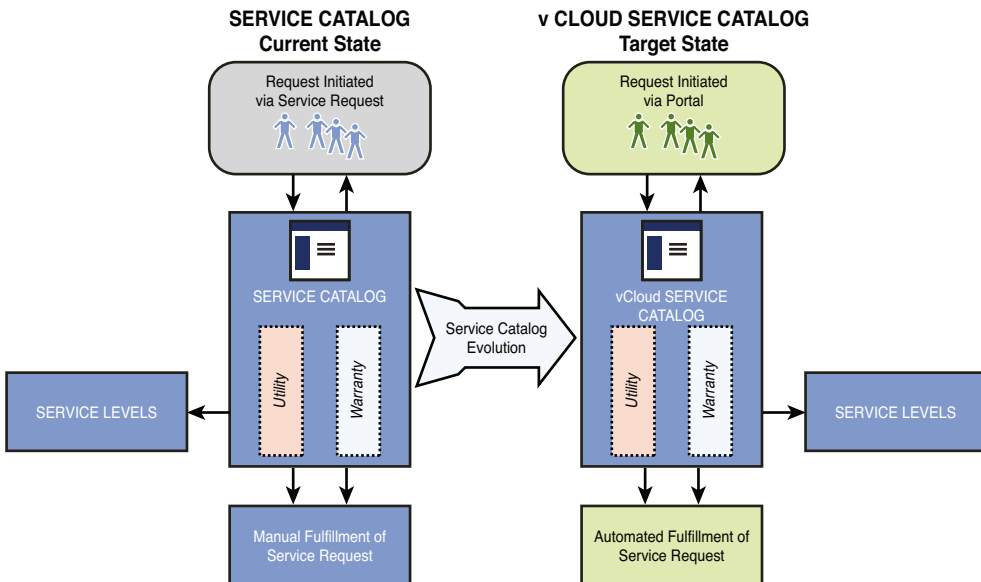 SERVICE CATALOG
Current State
Request Initiated
via Service Request
SERVICE CATALOG
Utility
Warranty
SERVICE LEVELS
Manual Fulfillment of
Service Request
Service Catalog
Evolution
v CLOUD SERVICE CATALOG
Target State
Request Initiated
via Portal
vCloud SERVICE
CATALOG
Utility
Warranty
SERVICE LEVELS
Automated Fulfillment of
Service Request